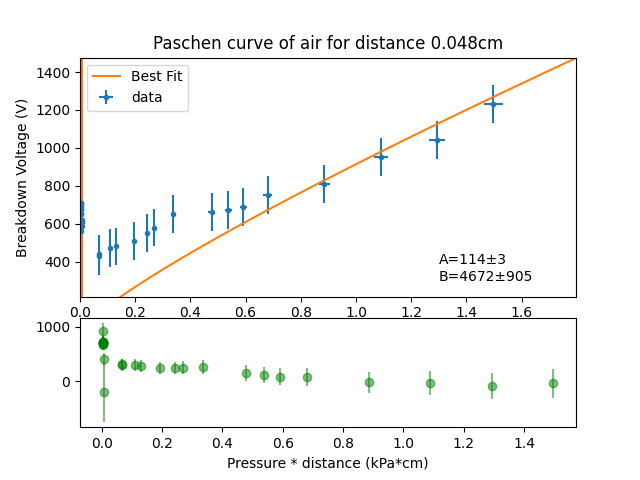 Paschen curve of air for distance 0.048cm
Breakdown Voltage (V)
1400
1200
1000
800
600
400
Best Fit
data
A=114±3
B=4672±905
0.0 0.2 0.4 0.6 0.8 1.0 1.2 1.4 1.6
1000
0
0.0 0.2 0.4 0.6 0.8 1.0 1.2 1.4
Pressure * distance (kPa*cm)